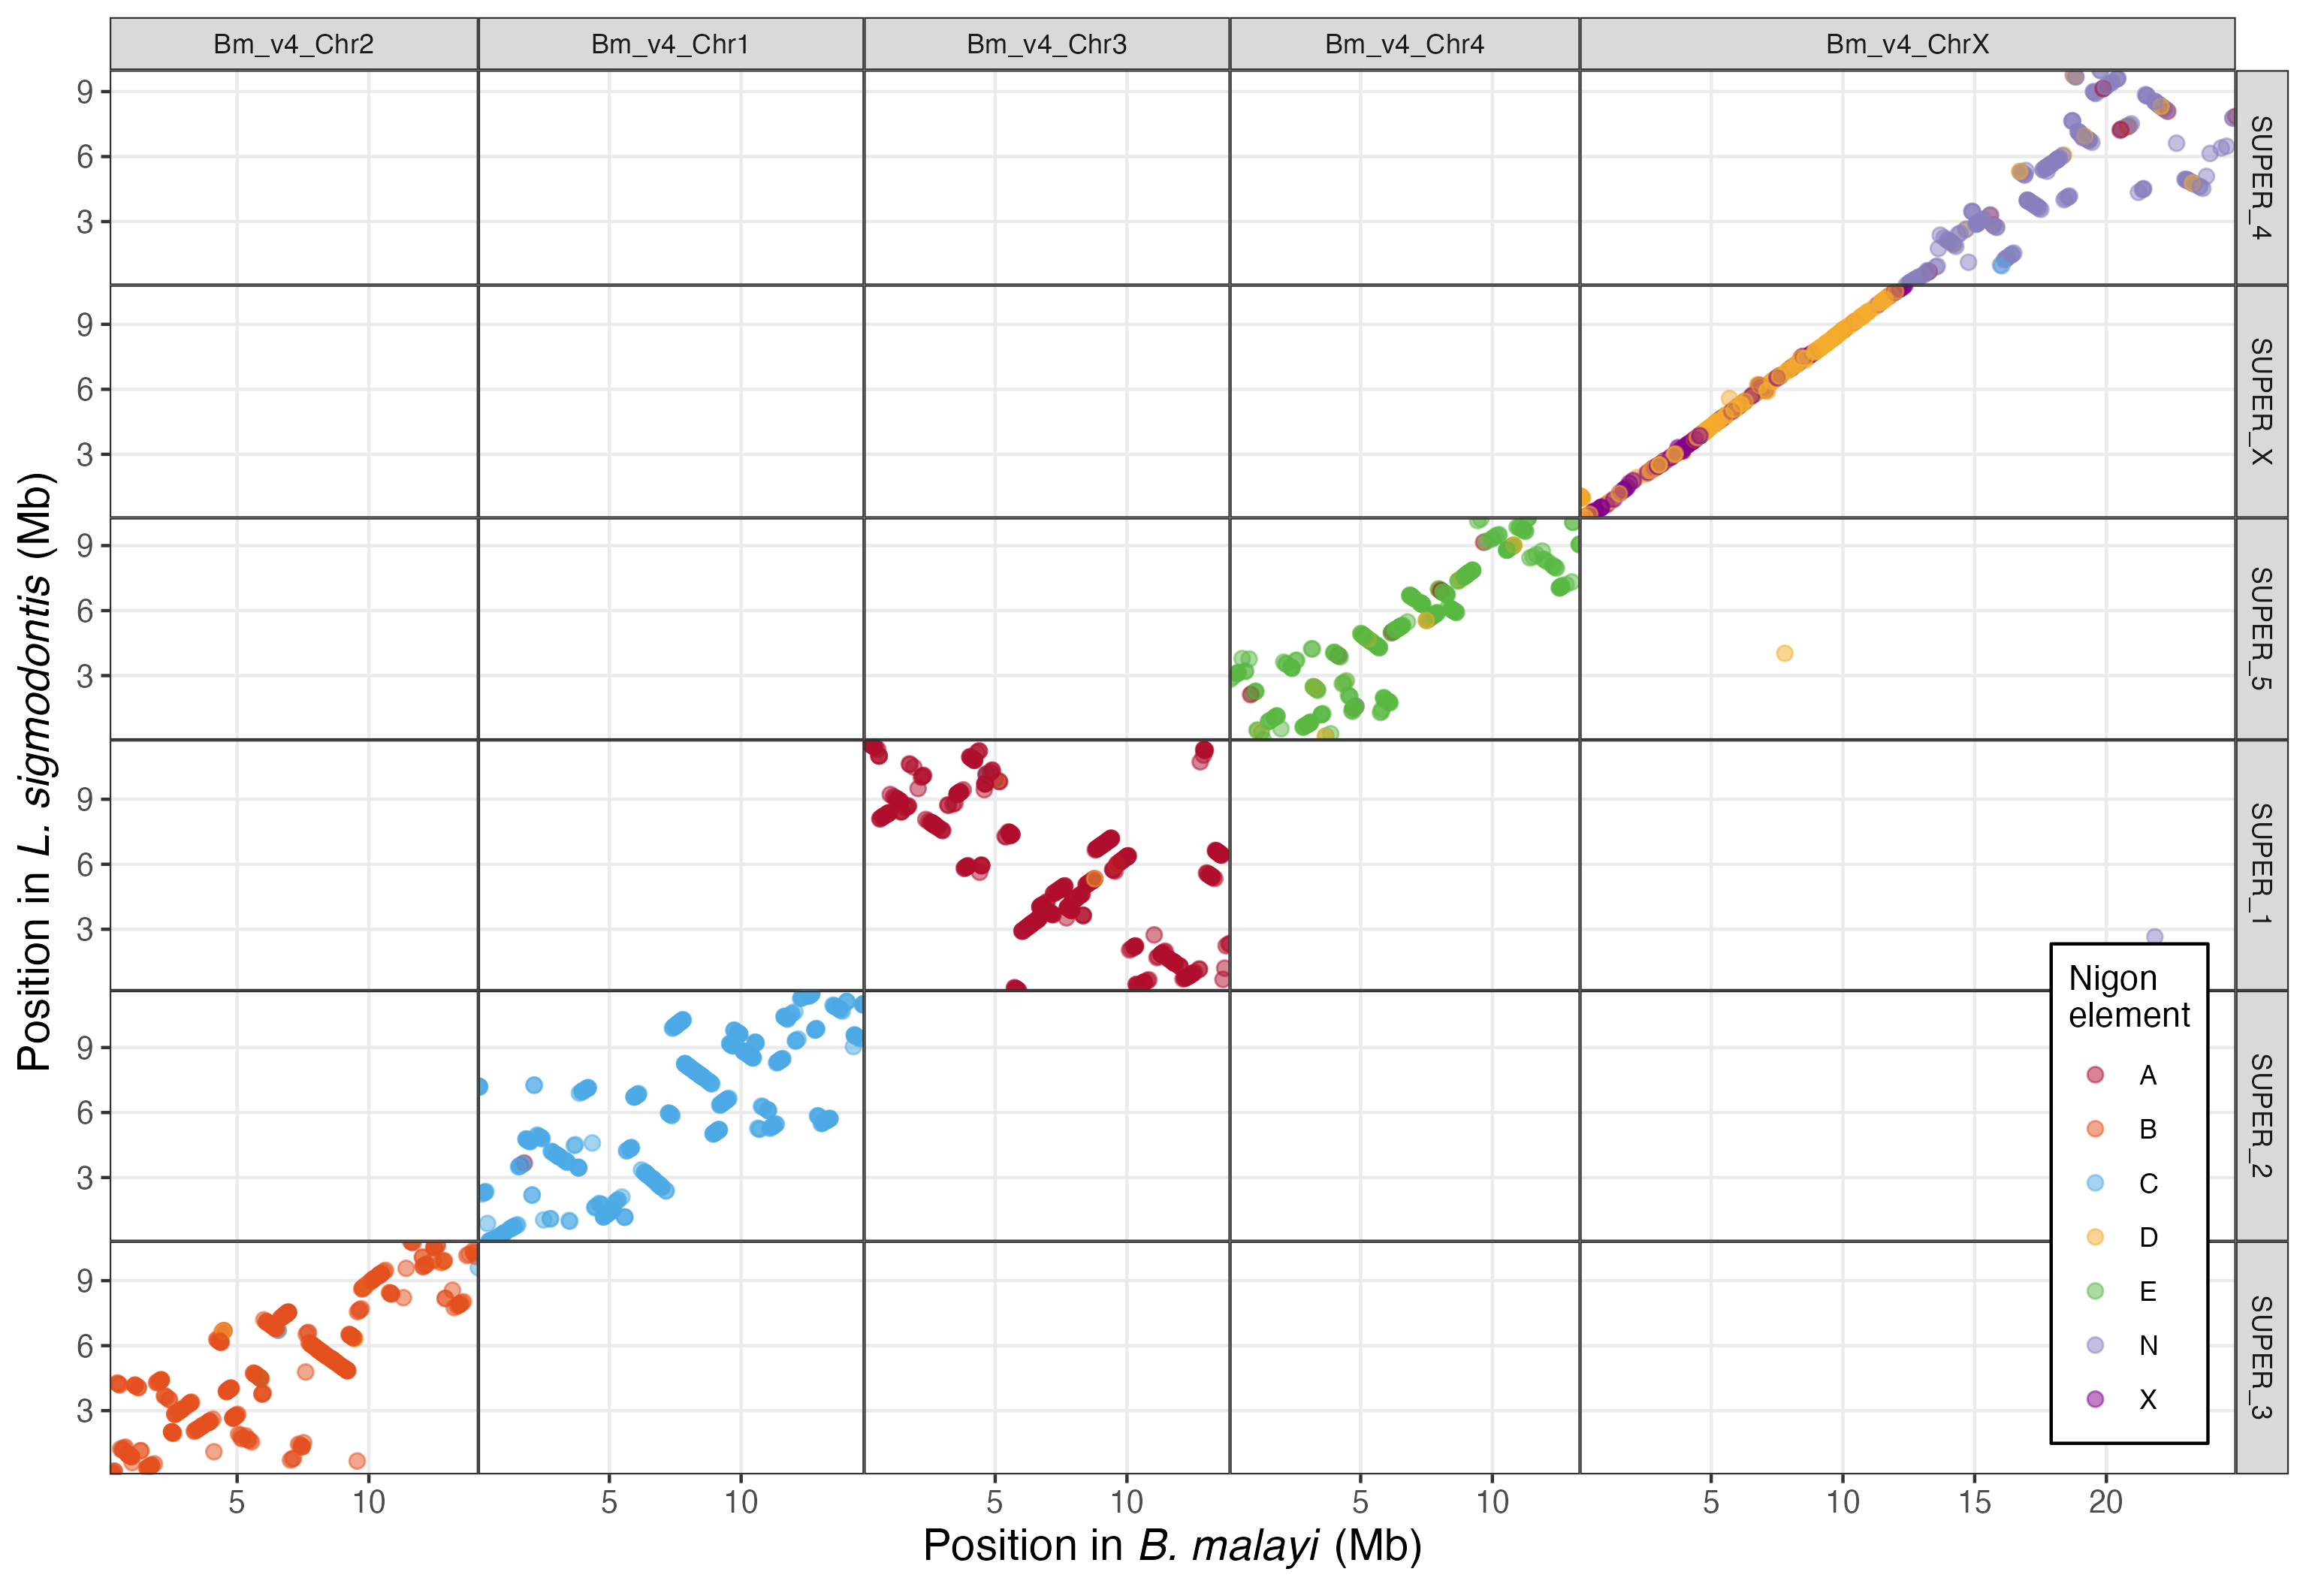 Bm_v4_Chr2 Bm_v4_Chr1 Bm_v4_Chr3 Bm_v4_Chr4 Bm_v4_ChrX
9
6
3
SUPER_4
9
6
3
SUPER_X
9
6
3
SUPER_5
9
6
3
SUPER_1
9
6
3
SUPER_2
9
6
3
SUPER_3
Position in L. sigmodontis (Mb)
Nigon
element
A
B
C
D
E
N
X
5 10 5 10 5 10 5 10 5 10 15 20
Position in B. malayi (Mb)